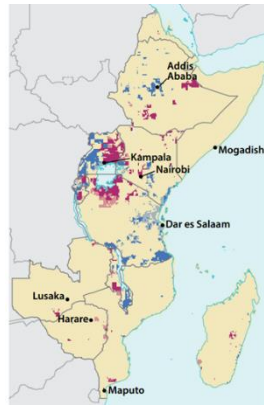 Addis
Ababa
Mogadish
Kampala
Nairobi
Dar es Salaam
Lusaka
Harare
Maputo